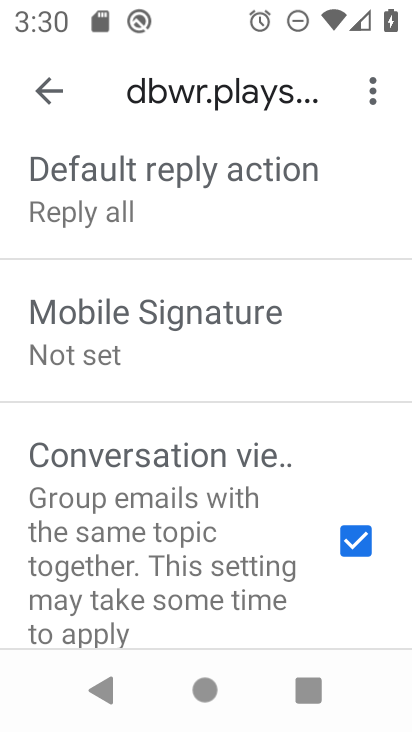 3:30
dbwr.plays...
Default reply action
Reply all
Mobile Signature
Not set
Conversation vie..
Group emails with
the same topic
together. This setting
may take some time
to apply